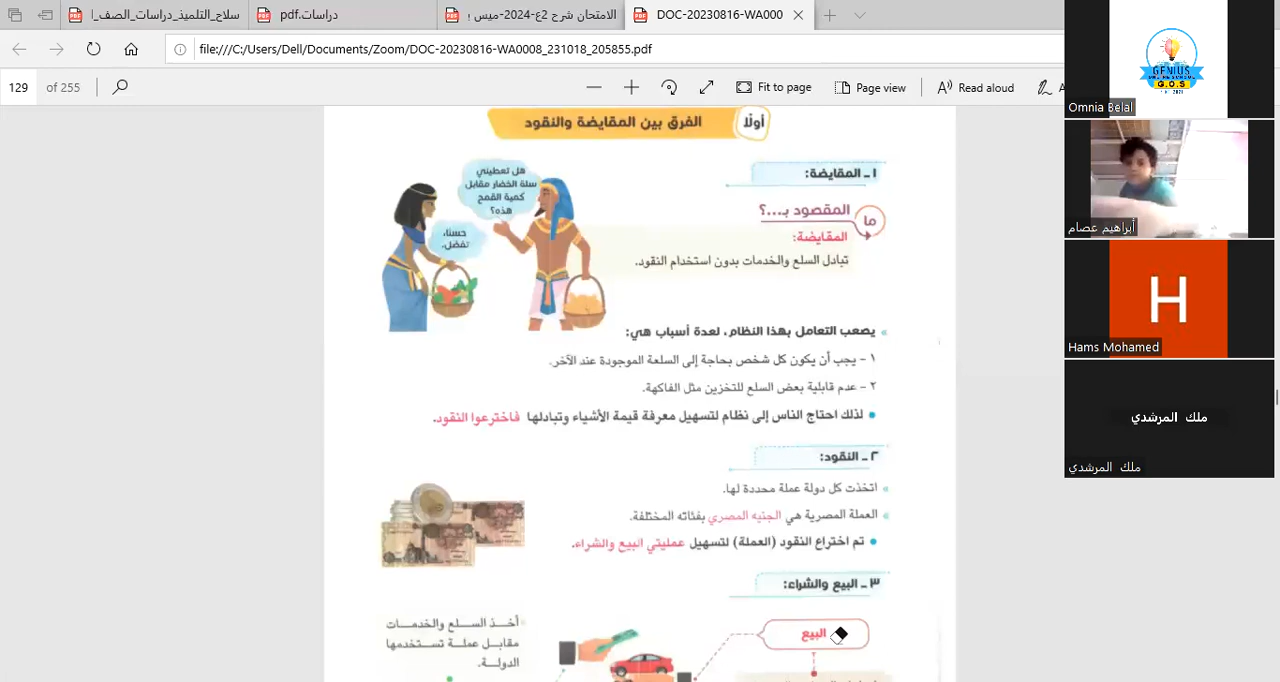 سلاح_التلميذ_دراسات_الصف_ا
دراسات.pdf
الامتحان شرح 2ع-2024-ميس
DOC-20230816-WA000
file:///C:/Users/Dell/Documents/Zoom/DOC-20230816-WA0008_231018_205855.pdf
129 of 255
Fit to page
Page view
Read aloud
أولًا
الفرق بين المقايضة والنقود
١ ـ المقايضة:
هل تعطيني
سلة الخضار مقابل
كمية القمح
هذه؟
حسنا،
تفضل.
ما
المقصود بـ...؟
المقايضة:
تبادل السلع والخدمات بدون استخدام النقود.
يصعب التعامل بهذا النظام، لعدة أسباب هي:
١ - يجب أن يكون كل شخص بحاجة إلى السلعة الموجودة عند الآخر.
٢ - عدم قابلية بعض السلع للتخزين مثل الفاكهة.
لذلك احتاج الناس إلى نظام لتسهيل معرفة قيمة الأشياء وتبادلها فاخترعوا النقود.
٢ ـ النقود:
اتخذت كل دولة عملة محددة لها.
العملة المصرية هي الجنيه المصري بفئاته المختلفة.
تم اختراع النقود (العملة) لتسهيل عمليتي البيع والشراء.
٣ ـ البيع والشراء:
البيع
أخذ السلع والخدمات
مقابل عملة تستخدمها
الدولة.
GENIUS
ONLINE SCHOOL
G.O.S
Omnia Belal
أبراهيم عصام
H
Hams Mohamed
ملك المرشدي
ملك المرشدي